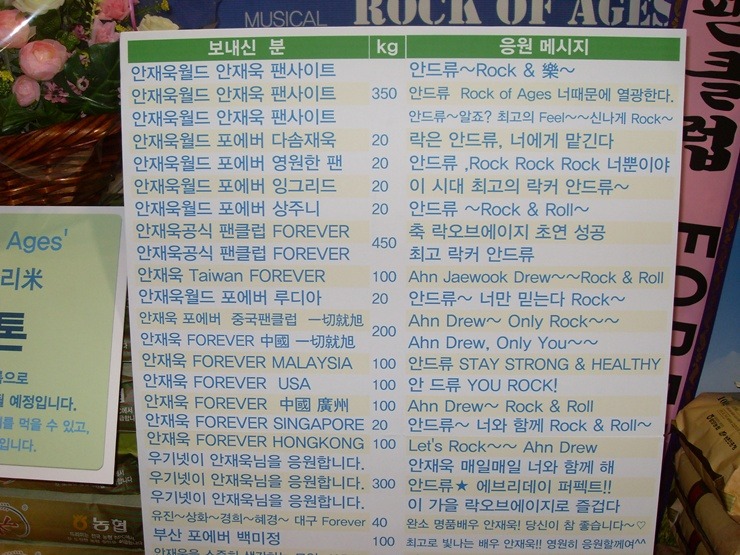 MUSICAL ROCK OF AGES
보내신 분 kg 응원 메시지
안재욱월드 안재욱 팬사이트 안드류~Rock & 樂~
안재욱월드 안재욱 팬사이트 350 안드류 Rock of Ages 너때문에 열광한다.
안재욱월드 안재욱 팬사이트 안드류~알죠? 최고의 Feel~~신나게 Rock~
안재욱월드 포에버 다솜재욱 20 락은 안드류, 너에게 맡긴다
안재욱월드 포에버 영원한 팬 20 안드류 ,Rock Rock Rock 너뿐이야
안재욱월드 포에버 잉그리드 20 이 시대 최고의 락커 안드류~
안재욱월드 포에버 상주니 20 안드류 ~Rock & Roll~
안재욱공식 팬클럽 FOREVER 450 축 락오브에이지 초연 성공
안재욱공식 팬클럽 FOREVER 최고 락커 안드류
안재욱 Taiwan FOREVER 100 Ahn Jaewook Drew~~Rock & Roll
안재욱월드 포에버 루디아 20 안드류~ 너만 믿는다 Rock~
안재욱 포에버 중국팬클럽 一切就旭 200 Ahn Drew~ Only Rock~~
안재욱 FOREVER 中國 一切就旭 Ahn Drew, Only You~~
안재욱 FOREVER MALAYSIA 100 안드류 STAY STRONG & HEALTHY
안재욱 FOREVER USA 100 안 드류 YOU ROCK!
안재욱 FOREVER 中國 廣州 100 Ahn Drew~ Rock & Roll
안재욱 FOREVER SINGAPORE 20 안드류~ 너와 함께 Rock & Roll~
안재욱 FOREVER HONGKONG 100 Let's Rock~~ Ahn Drew
우기넷이 안재욱님을 응원합니다. 안재욱 매일매일 너와 함께 해
우기넷이 안재욱님을 응원합니다. 300 안드류★ 에브리데이 퍼펙트!!
우기넷이 안재욱님을 응원합니다. 이 가을 락오브에이지로 즐겁다
유진~상화~경희~혜경~ 대구 Forever 40 완소 명품배우 안재욱! 당신이 참 좋습니다~♡
부산 포에버 백미정 100 최고로 빛나는 배우 안재욱!! 영원히 응원할께여^^
팬클럽 FORE
Ages'
리米
톤
으로
예정입니다.
를 먹을 수 있고,
입니다.
농협